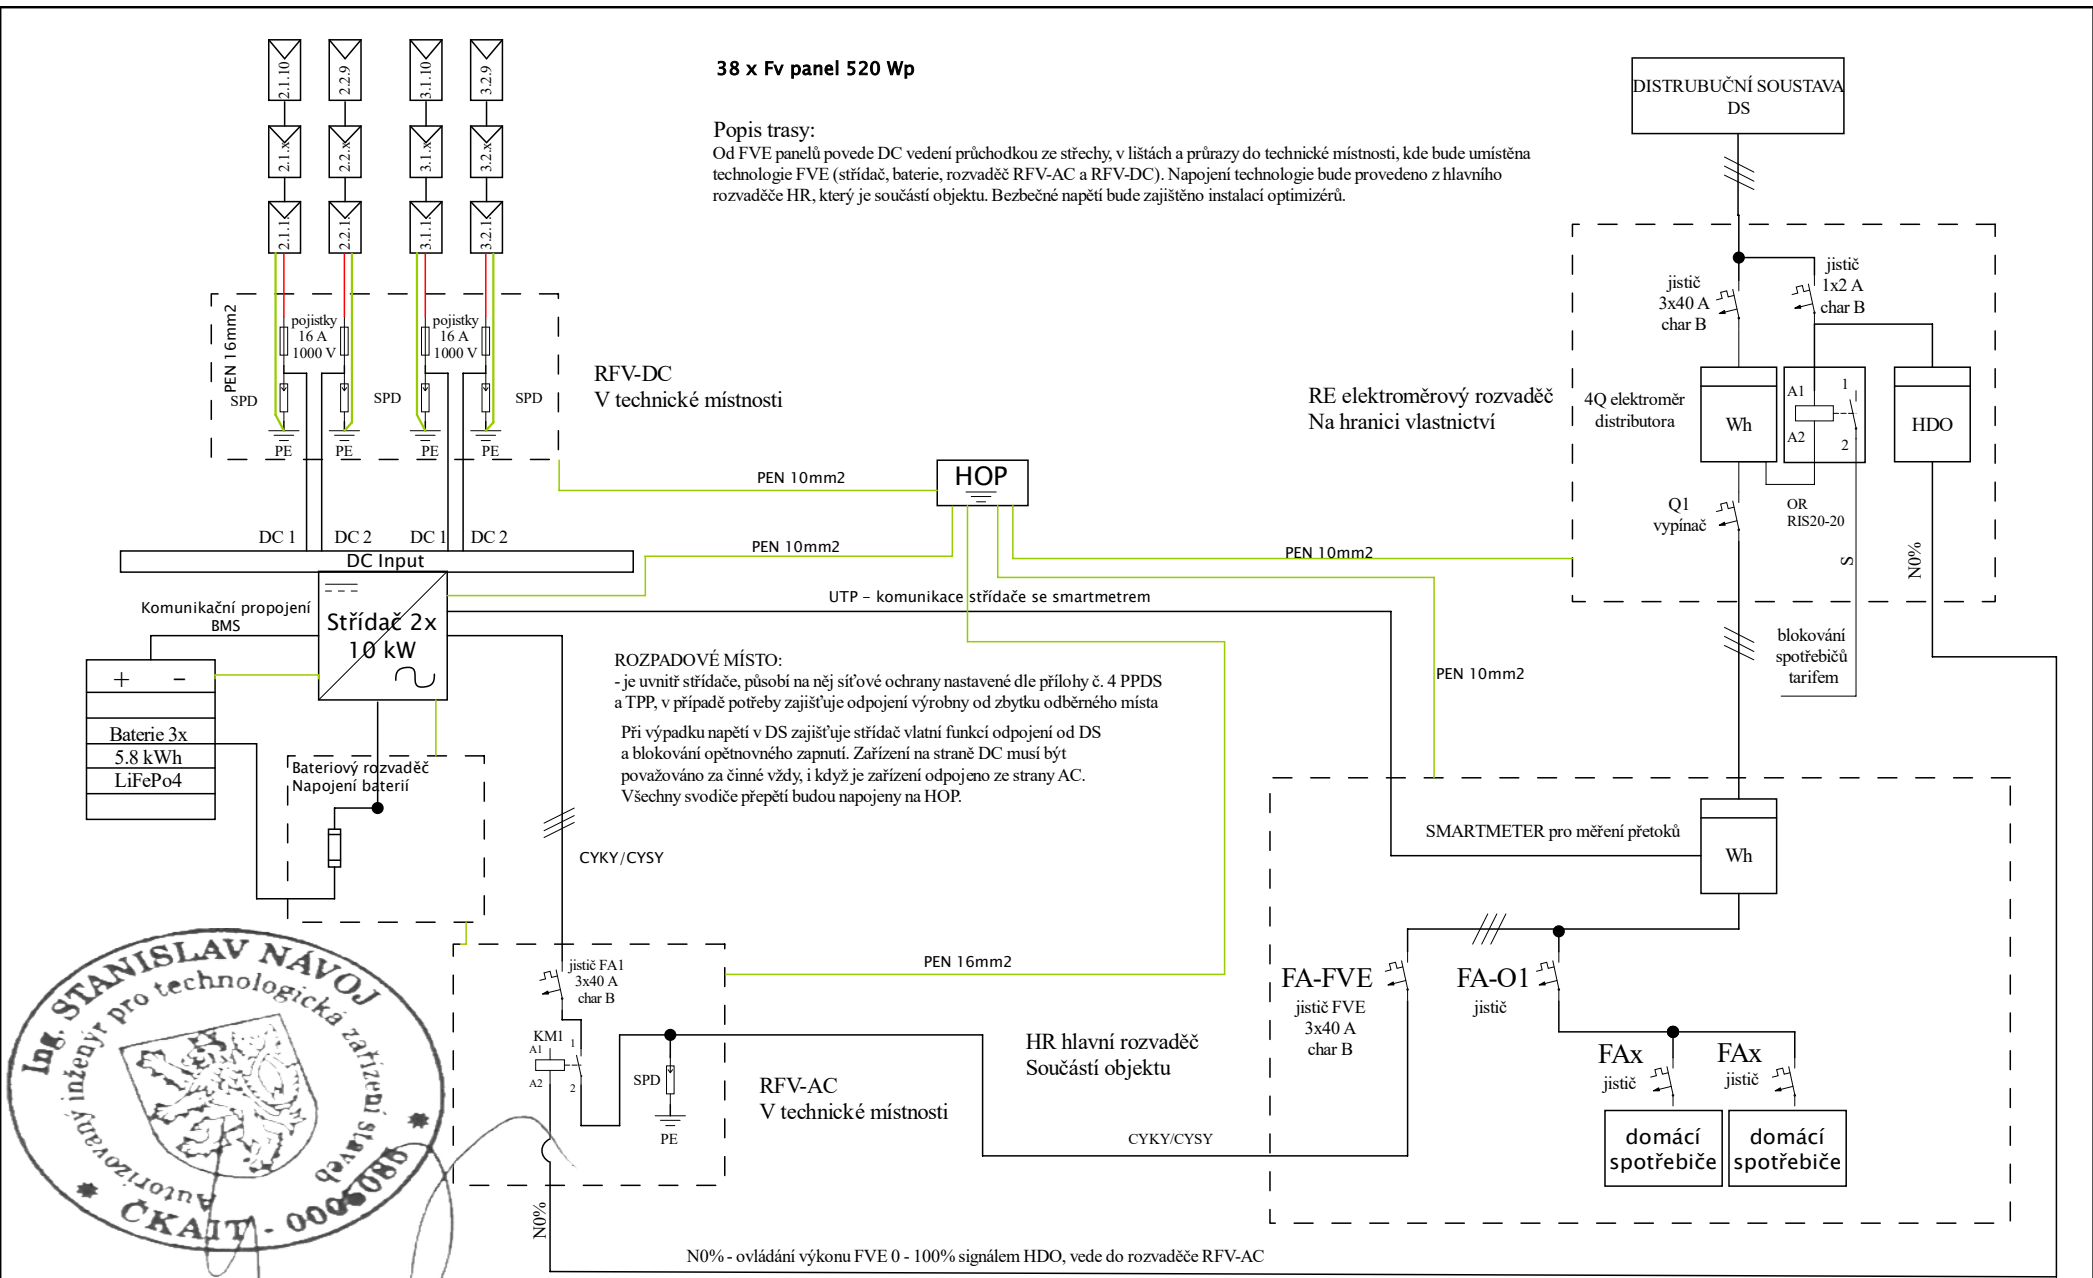 38 x Fv panel 520 Wp
Popis trasy:
Od FVE panelů povede DC vedení průchodkou ze střechy, v lištách a průrazy do technické místnosti, kde bude umístěna
technologie FVE (střídač, baterie, rozvaděč RFV-AC a RFV-DC). Napojení technologie bude provedeno z hlavního
rozvaděče HR, který je součástí objektu. Bezbečné napětí bude zajištěno instalací optimizérů.
2.1.10
2.2.9
3.1.10
3.2.9
2.1.x
2.2.x
3.1.x
3.2.x
2.1.1.
2.2.1.
3.1.1.
3.2.1.
PEN 16mm2
pojistky
16 A
1000 V
pojistky
16 A
1000 V
SPD
SPD
SPD
PE
PE
PE
PE
RFV-DC
V technické místnosti
DC 1
DC 2
DC 1
DC 2
DC Input
Střídač 2x
10 kW
Komunikační propojení
BMS
+ −
Baterie 3x
5.8 kWh
LiFePo4
Bateriový rozvaděč
Napojení baterií
PEN 10mm2
HOP
PEN 10mm2
PEN 10mm2
UTP – komunikace střídače se smartmetrem
PEN 10mm2
ROZPADOVÉ MÍSTO:
- je uvnitř střídače, působí na něj síťové ochrany nastavené dle přílohy č. 4 PPDS
a TPP, v případě potřeby zajišťuje odpojení výrobny od zbytku odběrného místa
Při výpadku napětí v DS zajišťuje střídač vlatní funkcí odpojení od DS
a blokování opětnovného zapnutí. Zařízení na straně DC musí být
považováno za činné vždy, i když je zařízení odpojeno ze strany AC.
Všechny svodiče přepětí budou napojeny na HOP.
CYKY/CYSY
DISTRUBUČNÍ SOUSTAVA
DS
jistič
3x40 A
char B
jistič
1x2 A
char B
RE elektroměrový rozvaděč
Na hranici vlastnictví
4Q elektroměr
distributora
Wh
A1
A2
1
2
HDO
Q1
vypínač
OR
RIS20-20
S
N0%
blokování
spotřebičů
tarifem
SMARTMETER pro měření přetoků
Wh
FA-FVE
jistič FVE
3x40 A
char B
FA-O1
jistič
FAx
jistič
FAx
jistič
domácí
spotřebiče
domácí
spotřebiče
HR hlavní rozvaděč
Součástí objektu
PEN 16mm2
jistič FA1
3x40 A
char B
KM1
A1
A2
1
2
SPD
PE
RFV-AC
V technické místnosti
CYKY/CYSY
N0%
N0% - ovládání výkonu FVE 0 - 100% signálem HDO, vede do rozvaděče RFV-AC
Ing. STANISLAV NÁVOJ
Autorizovaný inženýr pro technologická zařízení staveb
ČKAIT -